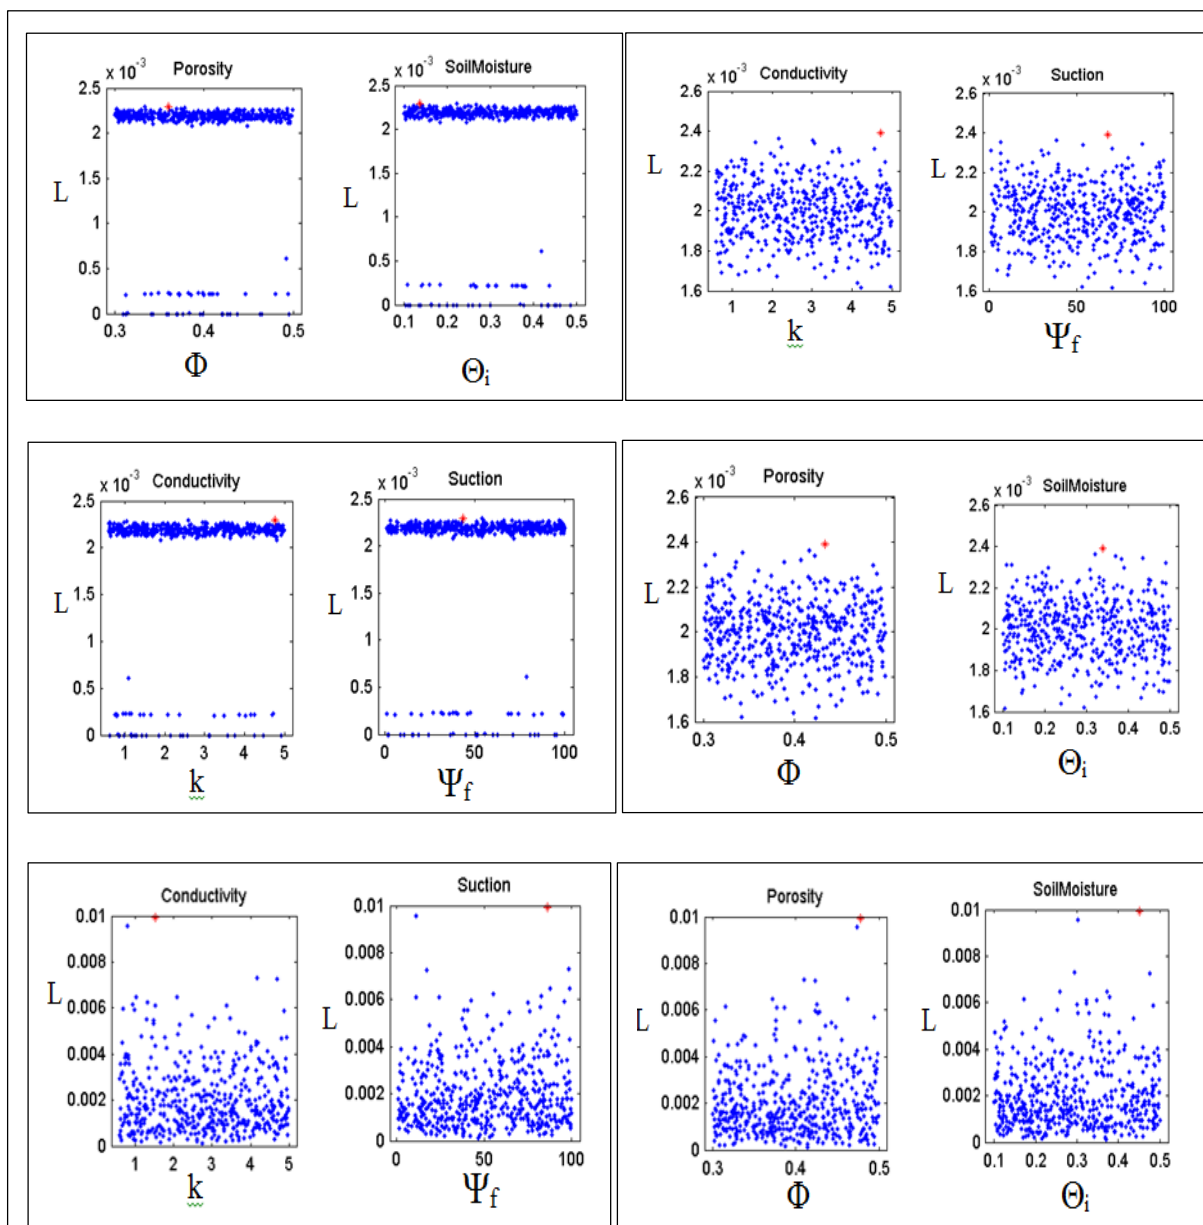 x 10⁻³ Porosity
2.5
2
1.5
L
1
0.5
0
0.3 0.4 0.5
Φ
x 10⁻³ SoilMoisture
2.5
2
1.5
L
1
0.5
0
0.1 0.2 0.3 0.4 0.5
Θi
x 10⁻³ Conductivity
2.6
2.4
L 2.2
2
1.8
1.6
1 2 3 4 5
k
x 10⁻³ Suction
2.6
2.4
L 2.2
2
1.8
1.6
0 50 100
Ψf
x 10⁻³ Conductivity
2.5
2
1.5
L
1
0.5
0
1 2 3 4 5
k
x 10⁻³ Suction
2.5
2
1.5
L
1
0.5
0
0 50 100
Ψf
x 10⁻³ Porosity
2.6
2.4
2.2
L
2
1.8
1.6
0.3 0.4 0.5
Φ
x 10⁻³ SoilMoisture
2.6
2.4
L 2.2
2
1.8
1.6
0.1 0.2 0.3 0.4 0.5
Θi
Conductivity
0.01
0.008
L
0.006
0.004
0.002
0
1 2 3 4 5
k
Suction
0.01
0.008
0.006
L
0.004
0.002
0
0 50 100
Ψf
Porosity
0.01
0.008
0.006
L
0.004
0.002
0
0.3 0.4 0.5
Φ
SoilMoisture
0.01
0.008
0.006
L
0.004
0.002
0
0.1 0.2 0.3 0.4 0.5
Θi